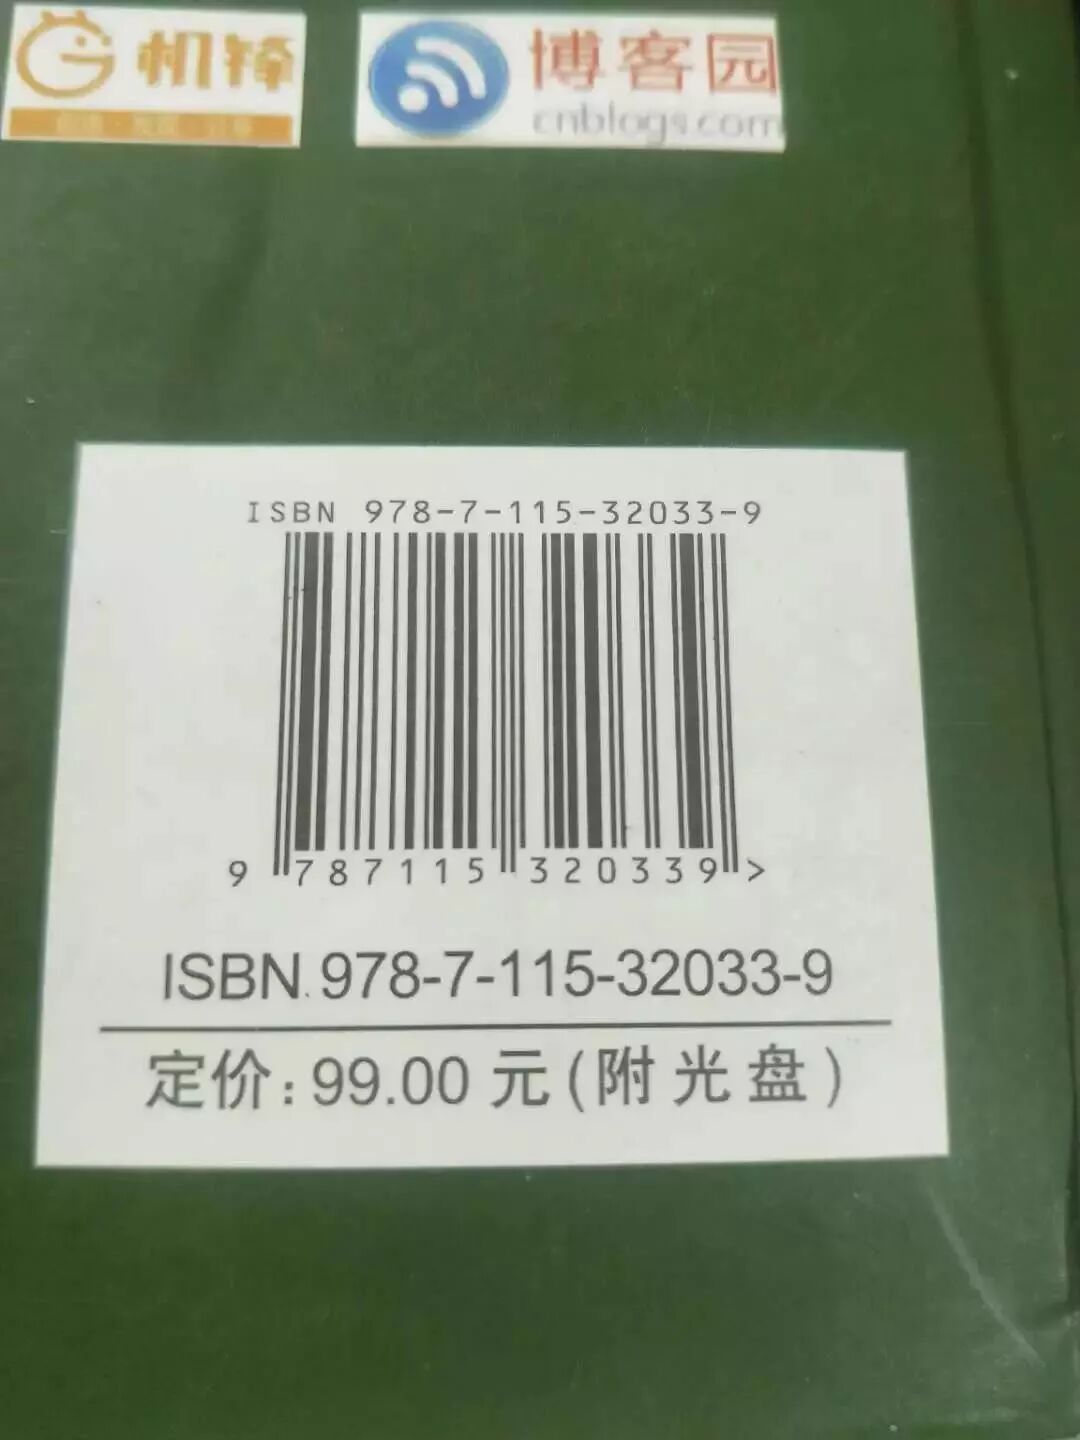 机锋
博客园
cnblogs.com
ISBN 978-7-115-32033-9
9 787115 320339 >
ISBN 978-7-115-32033-9
定价：99.00 元(附光盘)